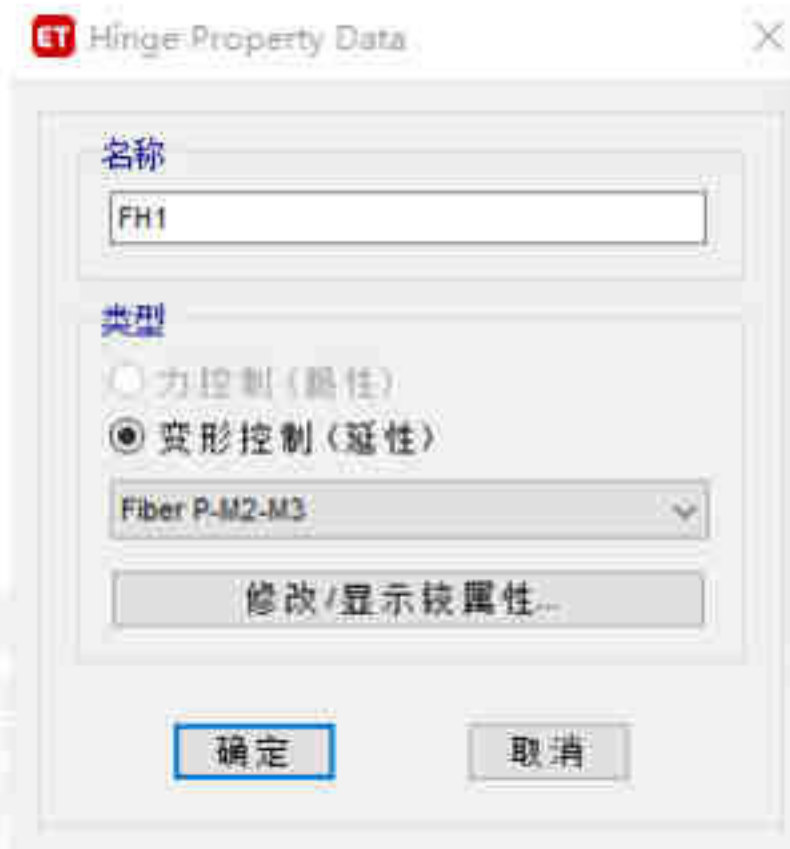 ET Hinge Property Data
名称
FH1
类型
力控制(脆性)
变形控制(延性)
Fiber P-M2-M3
修改/显示铰属性...
确定
取消